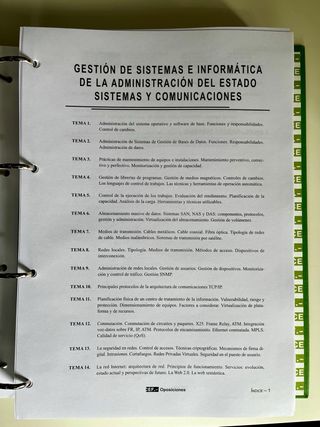 GESTIÓN DE SISTEMAS E INFORMÁTICA
DE LA ADMINISTRACIÓN DEL ESTADO
SISTEMAS Y COMUNICACIONES
TEMA 1. Administración del sistema operativo y software de base. Funciones y responsabilidades.
Control de cambios.
TEMA 2. Administración de Sistemas de Gestión de Bases de Datos. Funciones. Responsabilidades.
Administración de datos.
TEMA 3. Prácticas de mantenimiento de equipos e instalaciones. Mantenimiento preventivo, correc-
tivo y perfectivo. Monitorización y gestión de capacidad.
TEMA 4. Gestión de librerías de programas. Gestión de medios magnéticos. Controles de cambios.
Los lenguajes de control de trabajos. Las técnicas y herramientas de operación automática.
TEMA 5. Control de la ejecución de los trabajos. Evaluación del rendimiento. Planificación de la
capacidad. Análisis de la carga. Herramientas y técnicas utilizables.
TEMA 6. Almacenamiento masivo de datos. Sistemas SAN, NAS y DAS: componentes, protocolos,
gestión y administración. Virtualización del almacenamiento. Gestión de volúmenes.
TEMA 7. Medios de transmisión. Cables metálicos. Cable coaxial. Fibra óptica. Tipología de redes
de cable. Medios inalámbricos. Sistemas de transmisión por satélite.
TEMA 8. Redes locales. Tipología. Medios de transmisión. Métodos de acceso. Dispositivos de
interconexión.
TEMA 9. Administración de redes locales. Gestión de usuarios. Gestión de dispositivos. Monitoriza-
ción y control de tráfico. Gestión SNMP.
TEMA 10. Principales protocolos de la arquitectura de comunicaciones TCP/IP.
TEMA 11. Planificación física de un centro de tratamiento de la información. Vulnerabilidad, riesgo y
protección. Dimensionamiento de equipos. Factores a considerar. Virtualización de plata-
forma y de recursos.
TEMA 12. Conmutación. Conmutación de circuitos y paquetes. X25. Frame Relay, ATM. Integración
voz-datos sobre FR, IP, ATM. Protocolos de encaminamiento. Ethernet conmutada, MPLS.
Calidad de servicio (QoS).
TEMA 13. La seguridad en redes. Control de accesos. Técnicas criptográficas. Mecanismos de firma di-
gital. Intrusiones. Cortafuegos. Redes Privadas Virtuales. Seguridad en el puesto de usuario.
TEMA 14. La red Internet: arquitectura de red. Principios de funcionamiento. Servicios: evolución,
estado actual y perspectivas de futuro. La Web 2.0. La web semántica.
CEF.– Oposiciones
ÍNDICE – 1